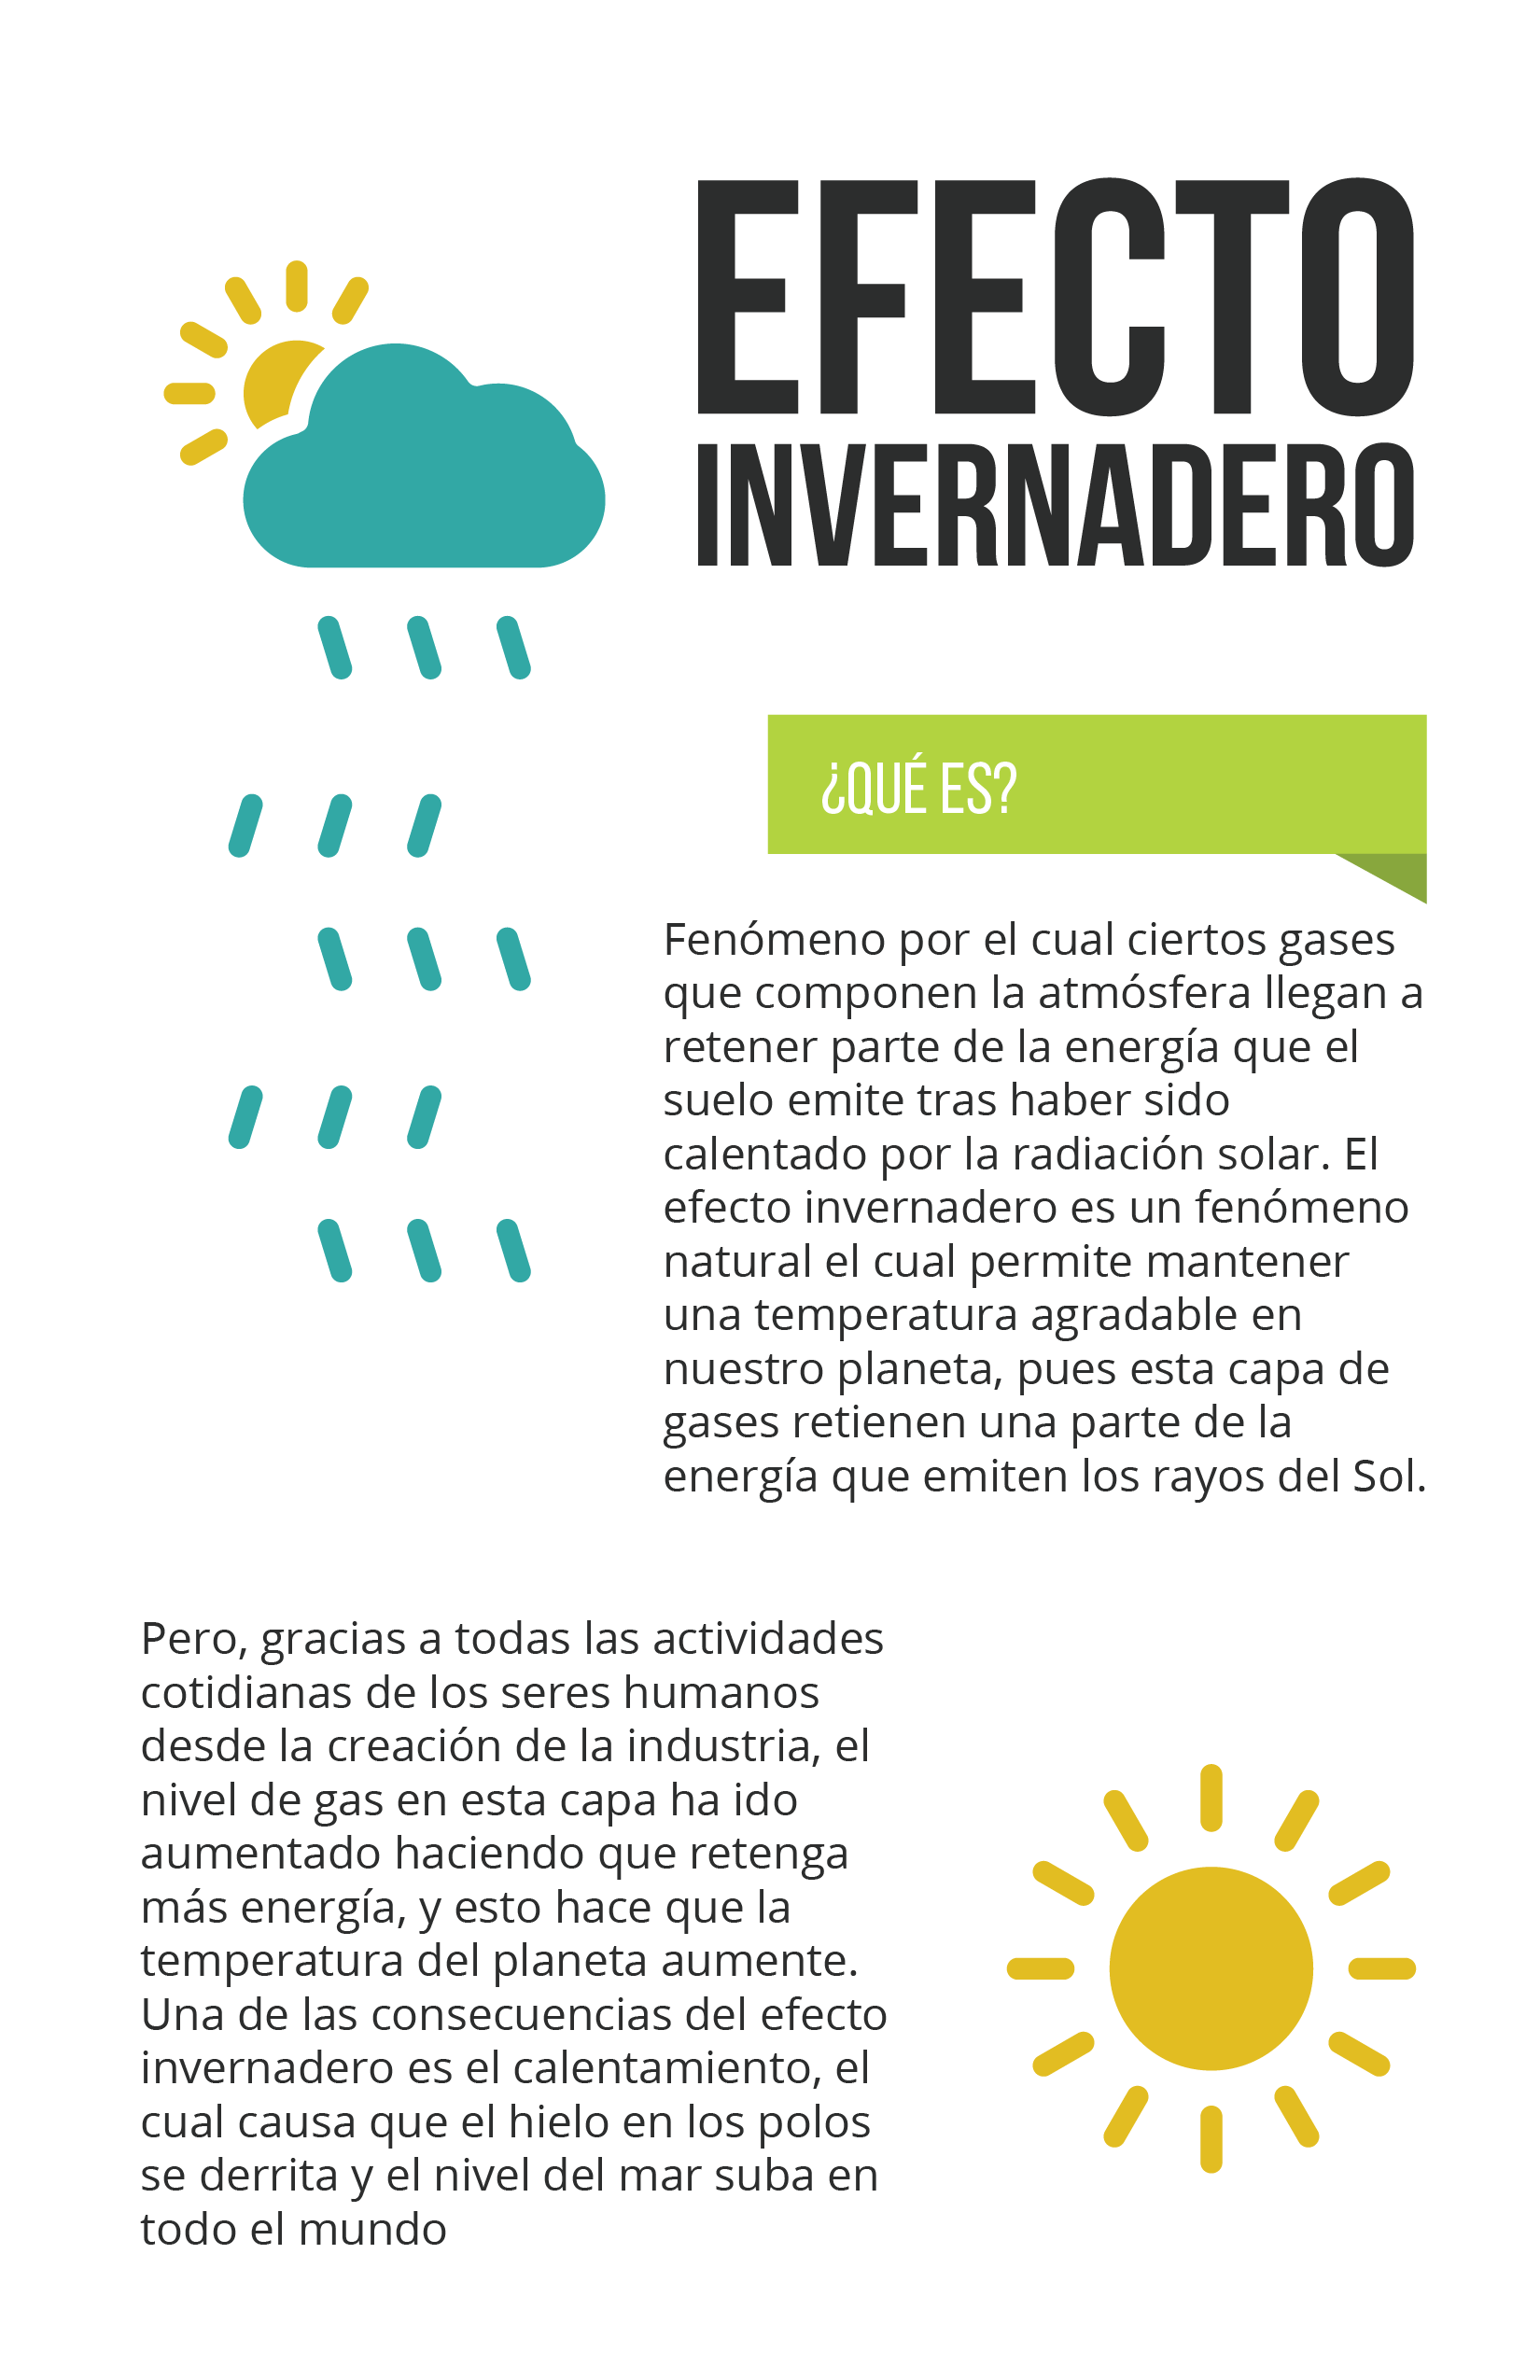 EFECTO
INVERNADERO
¿QUÉ ES?
Fenómeno por el cual ciertos gases
que componen la atmósfera llegan a
retener parte de la energía que el
suelo emite tras haber sido
calentado por la radiación solar. El
efecto invernadero es un fenómeno
natural el cual permite mantener
una temperatura agradable en
nuestro planeta, pues esta capa de
gases retienen una parte de la
energía que emiten los rayos del Sol.
Pero, gracias a todas las actividades
cotidianas de los seres humanos
desde la creación de la industria, el
nivel de gas en esta capa ha ido
aumentado haciendo que retenga
más energía, y esto hace que la
temperatura del planeta aumente.
Una de las consecuencias del efecto
invernadero es el calentamiento, el
cual causa que el hielo en los polos
se derrita y el nivel del mar suba en
todo el mundo